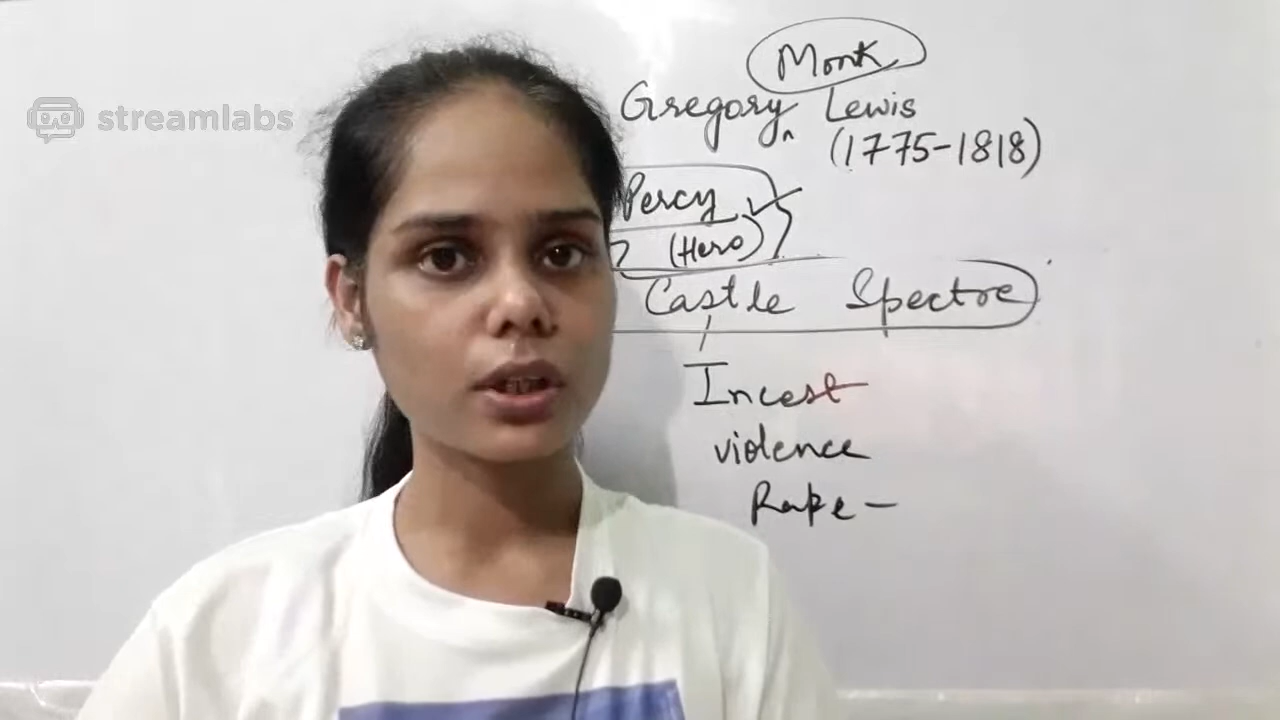 streamlabs
Monk
Gregory ^ Lewis
(1775-1818)
Percy
(Hero)
Castle Spectre
Incest
violence
Rape -